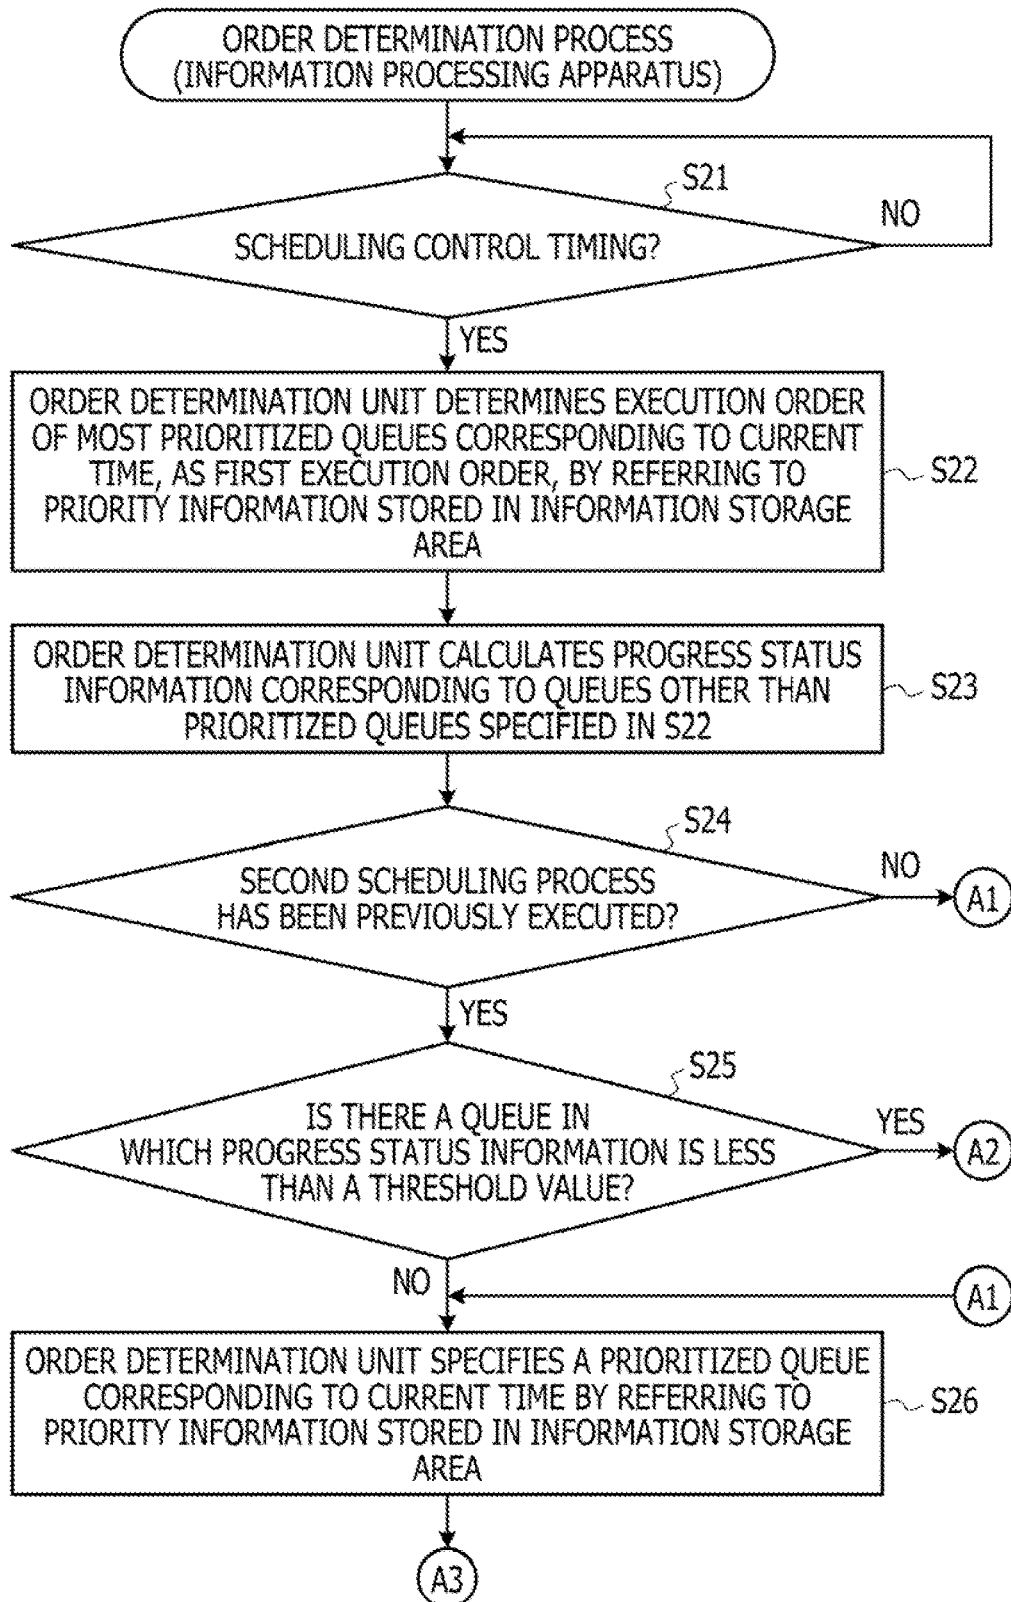 ORDER DETERMINATION PROCESS
(INFORMATION PROCESSING APPARATUS)
S21
NO
SCHEDULING CONTROL TIMING?
YES
ORDER DETERMINATION UNIT DETERMINES EXECUTION ORDER
OF MOST PRIORITIZED QUEUES CORRESPONDING TO CURRENT
TIME, AS FIRST EXECUTION ORDER, BY REFERRING TO
PRIORITY INFORMATION STORED IN INFORMATION STORAGE
AREA
S22
ORDER DETERMINATION UNIT CALCULATES PROGRESS STATUS
INFORMATION CORRESPONDING TO QUEUES OTHER THAN
PRIORITIZED QUEUES SPECIFIED IN S22
S23
S24
SECOND SCHEDULING PROCESS
HAS BEEN PREVIOUSLY EXECUTED?
NO
A1
YES
S25
IS THERE A QUEUE IN
WHICH PROGRESS STATUS INFORMATION IS LESS
THAN A THRESHOLD VALUE?
YES
A2
NO
A1
ORDER DETERMINATION UNIT SPECIFIES A PRIORITIZED QUEUE
CORRESPONDING TO CURRENT TIME BY REFERRING TO
PRIORITY INFORMATION STORED IN INFORMATION STORAGE
AREA
S26
A3